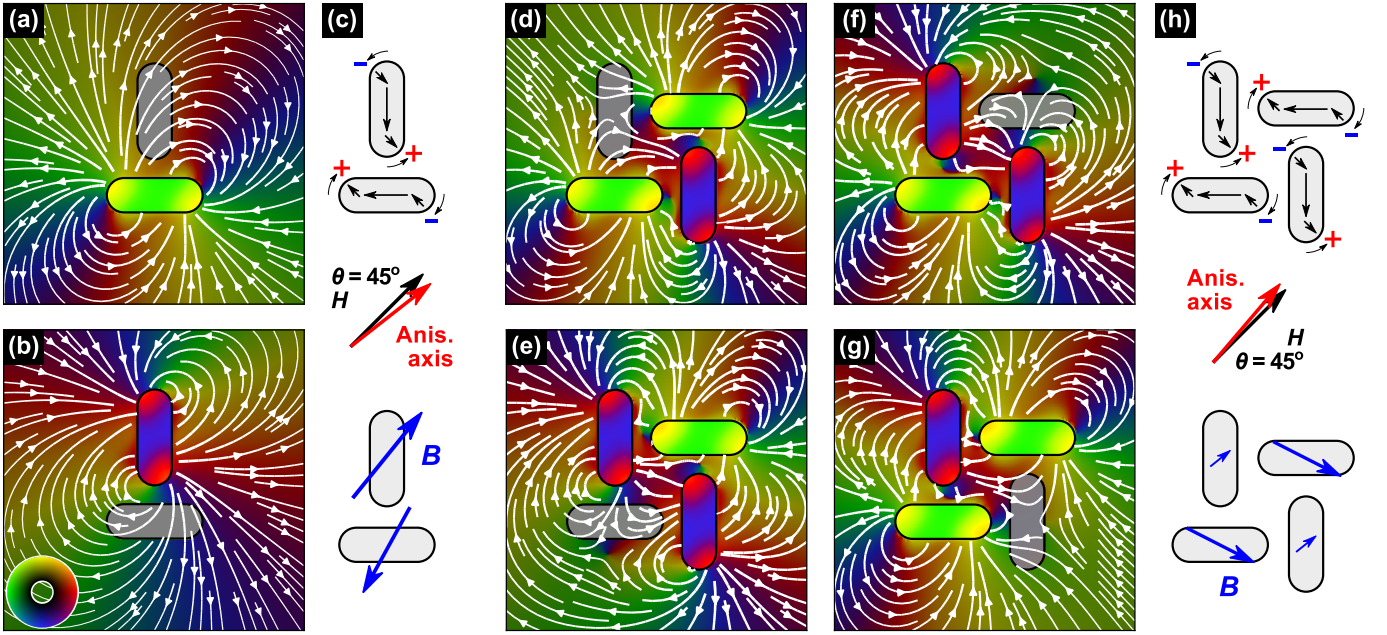 (a)
(c)
(d)
(f)
(h)
− + + −
θ = 45°
H
Anis.
axis
− + − + − + − +
Anis.
axis
H
θ = 45°
(b)
(e)
(g)
B
B